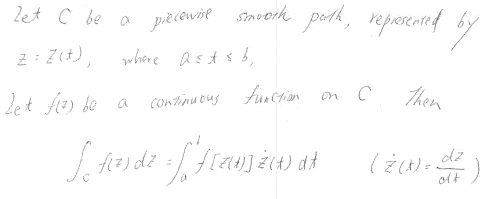 Let C be a piecewise smooth path, represented by
z = z(t), where a ≤ t ≤ b,
Let f(z) be a continuous function on C. Then
∫_C f(z) dz = ∫_a^b f[z(t)] ż(t) dt ( ż(t) = dz/dt )